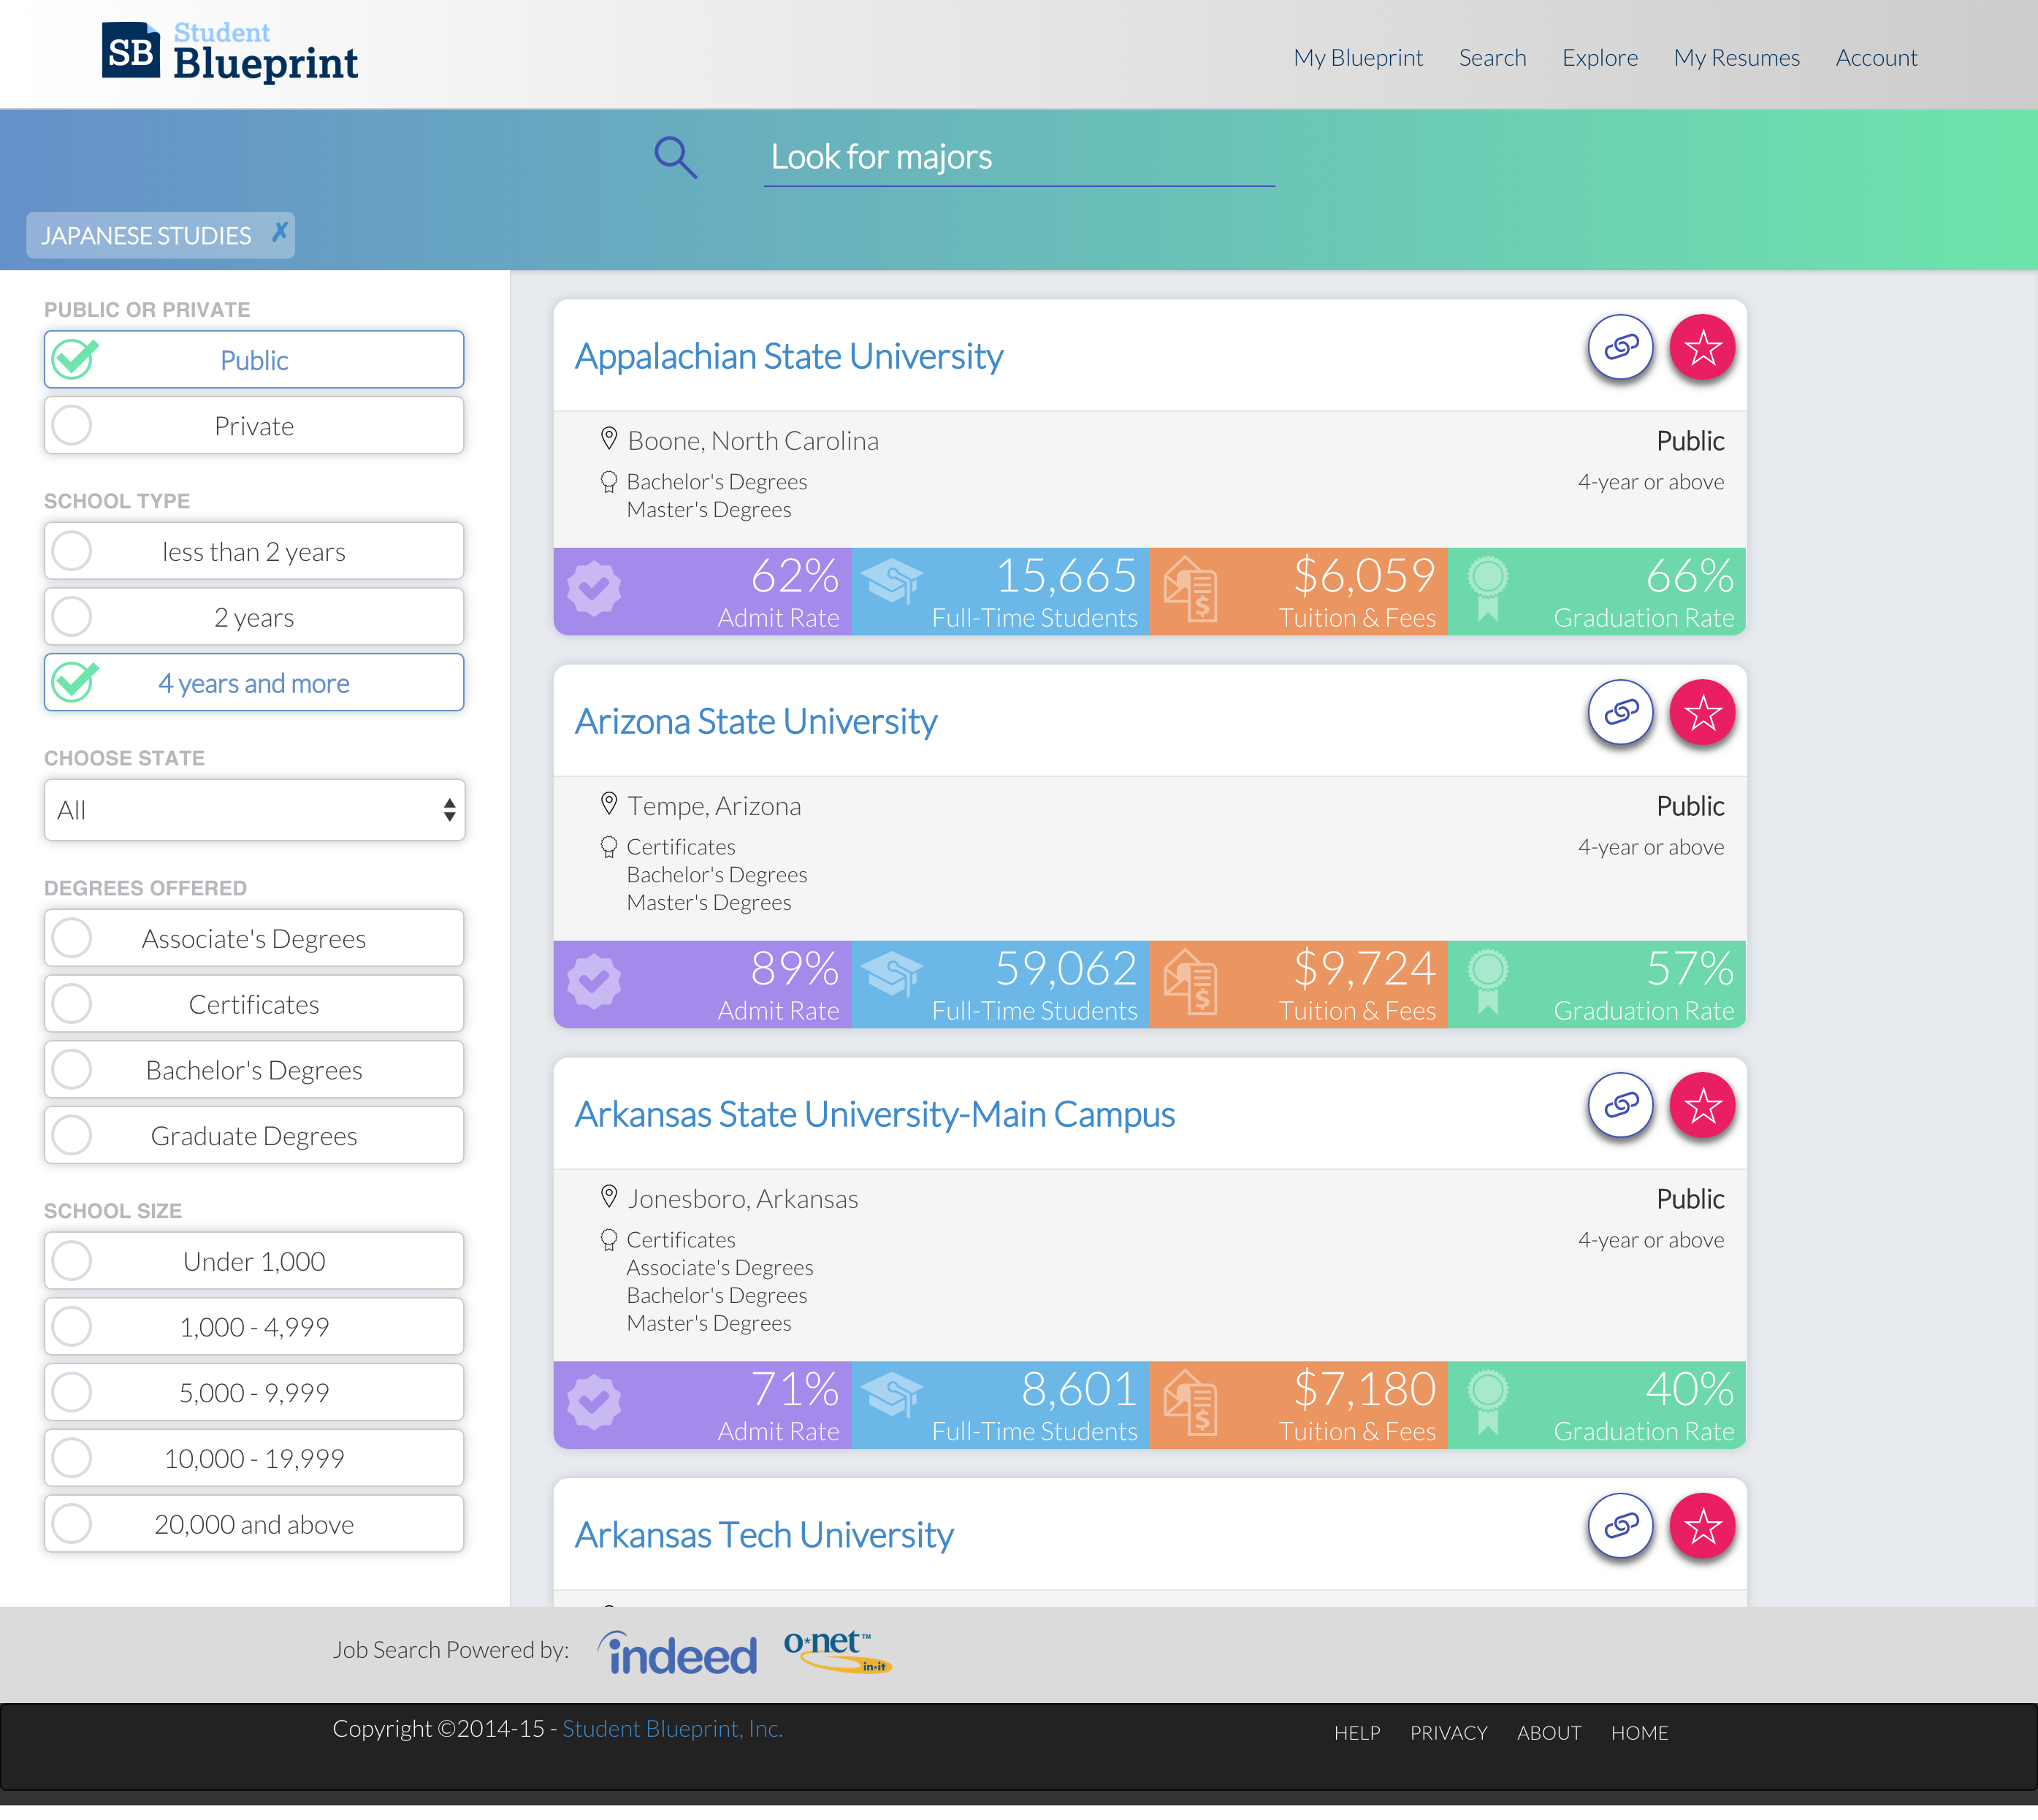 SB Student
Blueprint
My Blueprint Search Explore My Resumes Account
Look for majors
JAPANESE STUDIES ✗
PUBLIC OR PRIVATE
Public
Private
SCHOOL TYPE
less than 2 years
2 years
4 years and more
CHOOSE STATE
All
DEGREES OFFERED
Associate's Degrees
Certificates
Bachelor's Degrees
Graduate Degrees
SCHOOL SIZE
Under 1,000
1,000 - 4,999
5,000 - 9,999
10,000 - 19,999
20,000 and above
Appalachian State University
Boone, North Carolina Public
Bachelor's Degrees 4-year or above
Master's Degrees
62% 15,665 $6,059 66%
Admit Rate Full-Time Students Tuition & Fees Graduation Rate
Arizona State University
Tempe, Arizona Public
Certificates 4-year or above
Bachelor's Degrees
Master's Degrees
89% 59,062 $9,724 57%
Admit Rate Full-Time Students Tuition & Fees Graduation Rate
Arkansas State University-Main Campus
Jonesboro, Arkansas Public
Certificates 4-year or above
Associate's Degrees
Bachelor's Degrees
Master's Degrees
71% 8,601 $7,180 40%
Admit Rate Full-Time Students Tuition & Fees Graduation Rate
Arkansas Tech University
Job Search Powered by: indeed o*net™ in·it
Copyright ©2014-15 - Student Blueprint, Inc. HELP PRIVACY ABOUT HOME